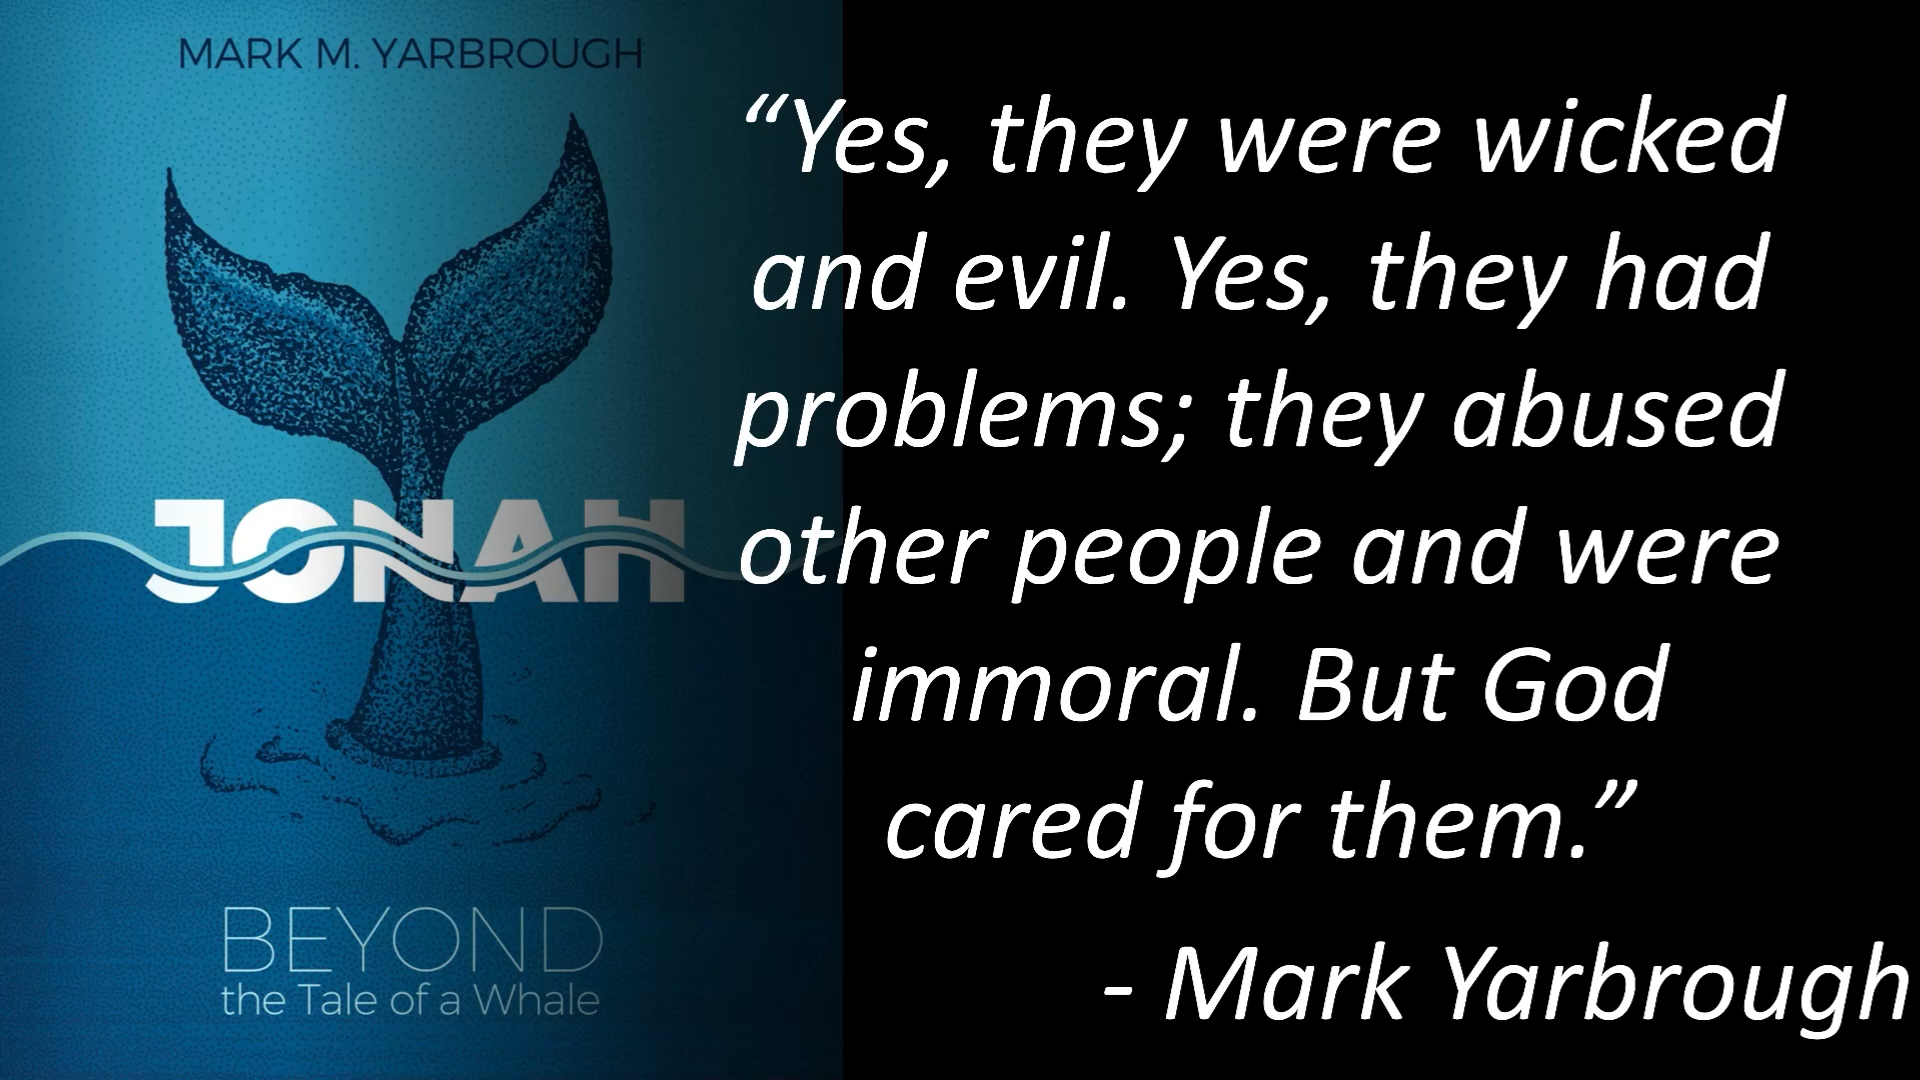 MARK M. YARBROUGH
JONAH
BEYOND
the Tale of a Whale
“Yes, they were wicked
and evil. Yes, they had
problems; they abused
other people and were
immoral. But God
cared for them.”
- Mark Yarbrough